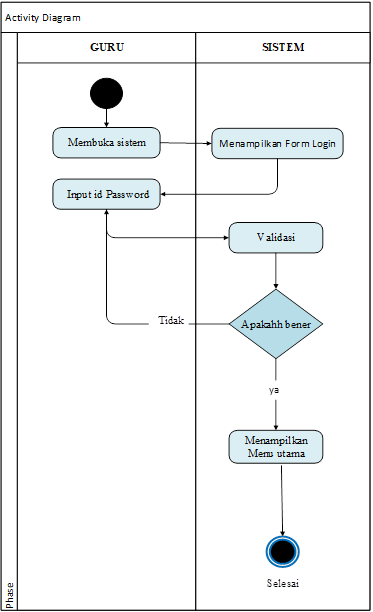 Activity Diagram
GURU
SISTEM
Membuka sistem
Menampilkan Form Login
Input id Password
Validasi
Tidak
Apakahh bener
ya
Menampilkan
Menu utama
Selesai
Phase